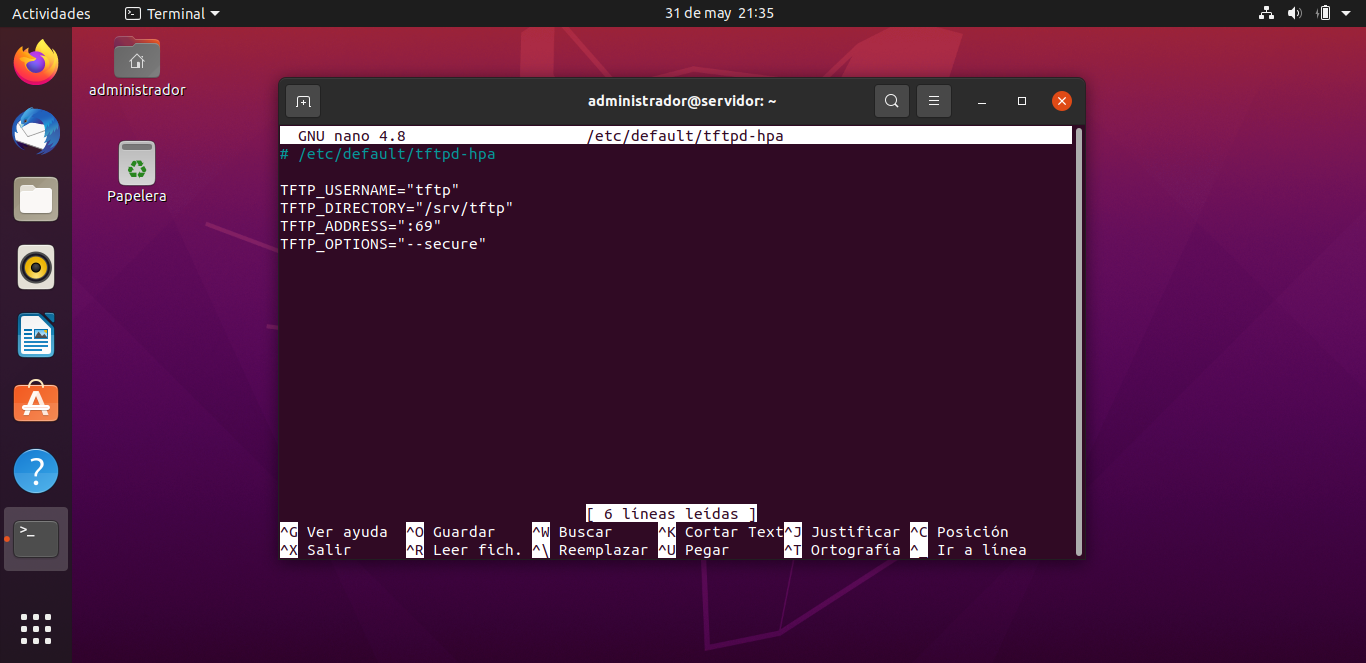 Actividades Terminal 31 de may 21:35
administrador
Papelera
administrador@servidor: ~
GNU nano 4.8 /etc/default/tftpd-hpa
# /etc/default/tftpd-hpa
TFTP_USERNAME="tftp"
TFTP_DIRECTORY="/srv/tftp"
TFTP_ADDRESS=":69"
TFTP_OPTIONS="--secure"
[ 6 líneas leídas ]
^G Ver ayuda ^O Guardar ^W Buscar ^K Cortar Text^J Justificar ^C Posición
^X Salir ^R Leer fich. ^\ Reemplazar ^U Pegar ^T Ortografía ^_ Ir a línea